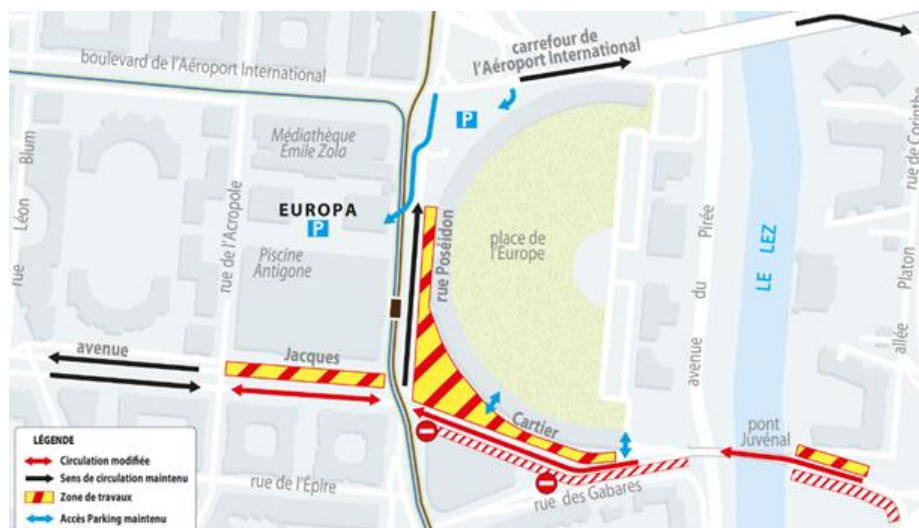 carrefour de
l'Aéroport International
boulevard de l'Aéroport International
P
Médiathèque
Émile Zola
EUROPA
P
Piscine
Antigone
rue Léon Blum
rue de l'Acropole
rue Poséidon
place de
l'Europe
avenue du Pirée
LE LEZ
rue de Corinthe
allée Platon
avenue Jacques Cartier
pont
Juvénal
rue des Gabares
rue de l'Épire
LÉGENDE
Circulation modifiée
Sens de circulation maintenu
Zone de travaux
Accès Parking maintenu